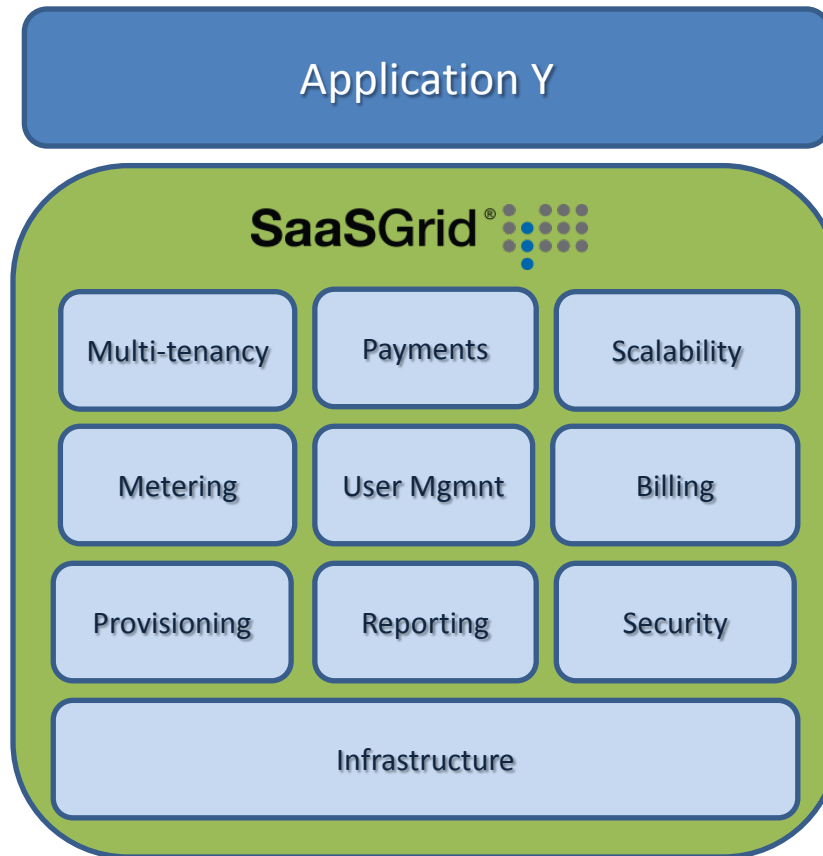 Application Y
SaaSGrid®
Multi-tenancy
Payments
Scalability
Metering
User Mgmnt
Billing
Provisioning
Reporting
Security
Infrastructure